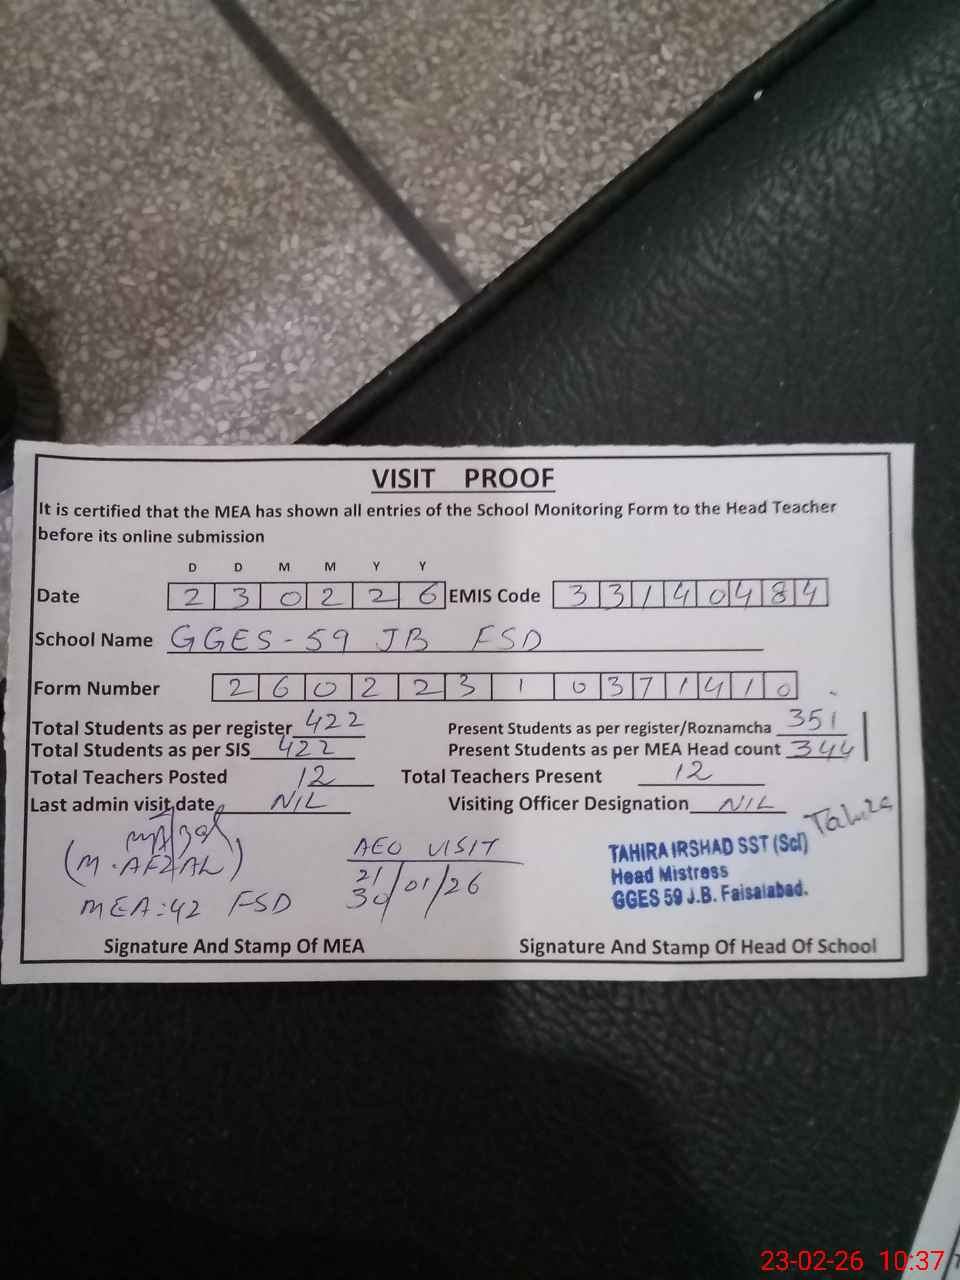 VISIT PROOF
It is certified that the MEA has shown all entries of the School Monitoring Form to the Head Teacher
before its online submission
D D M M Y Y
Date 2 3 0 2 2 6 EMIS Code 3 3 1 4 0 4 8 4
School Name GGES - 59 JB FSD
Form Number 2 6 0 2 2 3 1 0 3 7 1 4 1 0
Total Students as per register 422 Present Students as per register/Roznamcha 351
Total Students as per SIS 422 Present Students as per MEA Head count 344
Total Teachers Posted 12 Total Teachers Present 12
Last admin visit date NIL Visiting Officer Designation NIL
Tahira
(M. AFZAL) AEO VISIT TAHIRA IRSHAD SST (Sci)
21/01/26 Head Mistress
MEA: 42 FSD 30 GGES 59 J.B. Faisalabad.
Signature And Stamp Of MEA Signature And Stamp Of Head Of School
23-02-26 10:37